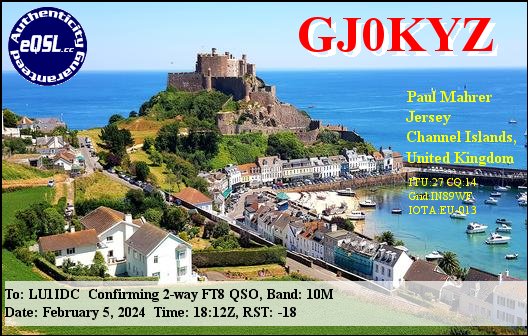 Authenticity
eQSL.cc
Guaranteed
GJ0KYZ
Paul Mahrer
Jersey
Channel Islands,
United Kingdom
ITU:27 CQ:14
Grid:IN89WE
IOTA:EU-013
To: LU1IDC Confirming 2-way FT8 QSO, Band: 10M
Date: February 5, 2024 Time: 18:12Z, RST: -18